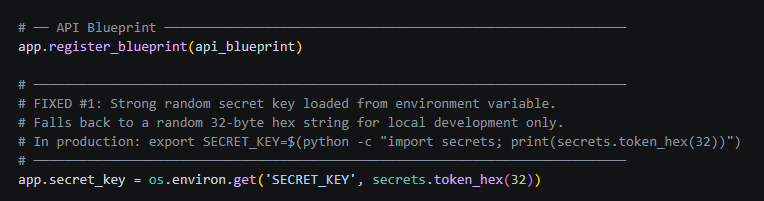 # —— API Blueprint ——————————————————————————————
app.register_blueprint(api_blueprint)
# ——————————————————————————————————————
# FIXED #1: Strong random secret key loaded from environment variable.
# Falls back to a random 32-byte hex string for local development only.
# In production: export SECRET_KEY=$(python -c "import secrets; print(secrets.token_hex(32))")
# ——————————————————————————————————————
app.secret_key = os.environ.get('SECRET_KEY', secrets.token_hex(32))